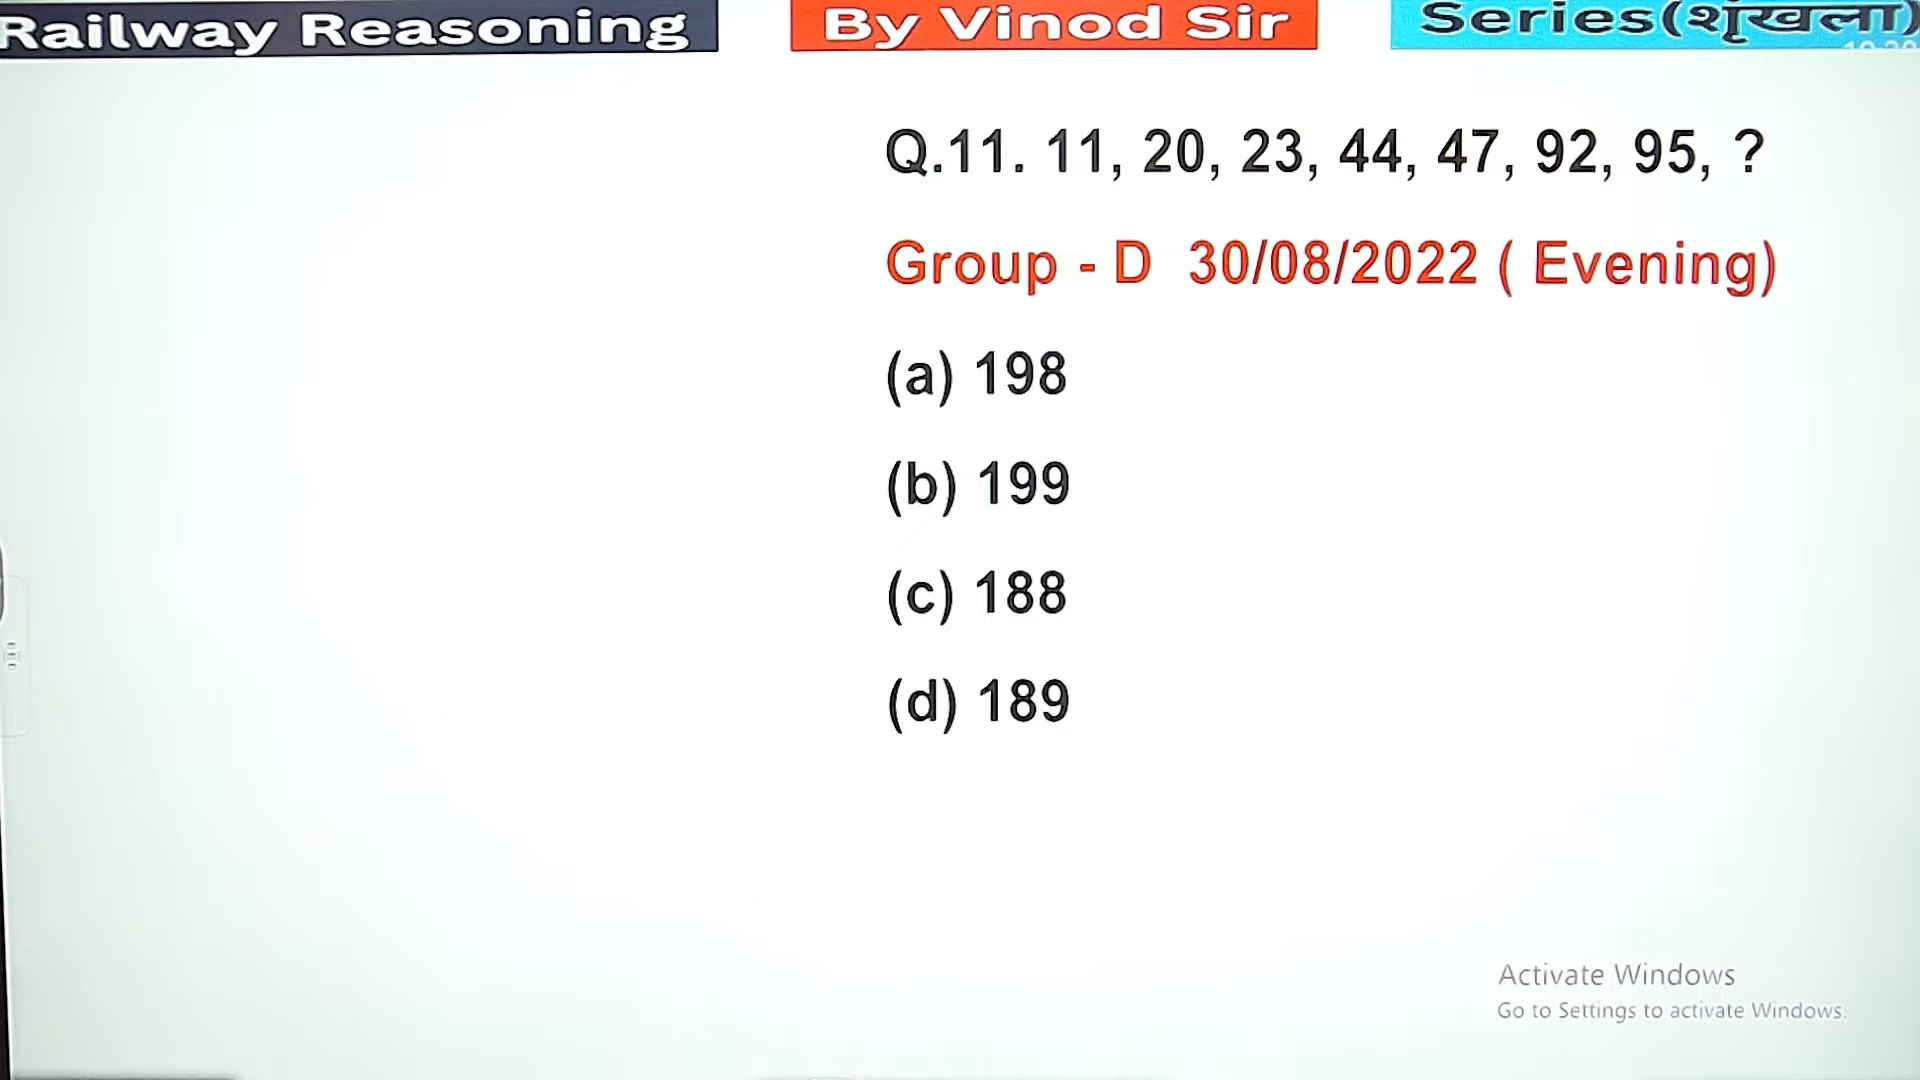 Railway Reasoning
By Vinod Sir
Series(शृंखला)
Q.11. 11, 20, 23, 44, 47, 92, 95, ?
Group - D 30/08/2022 ( Evening)
(a) 198
(b) 199
(c) 188
(d) 189
Activate Windows
Go to Settings to activate Windows.